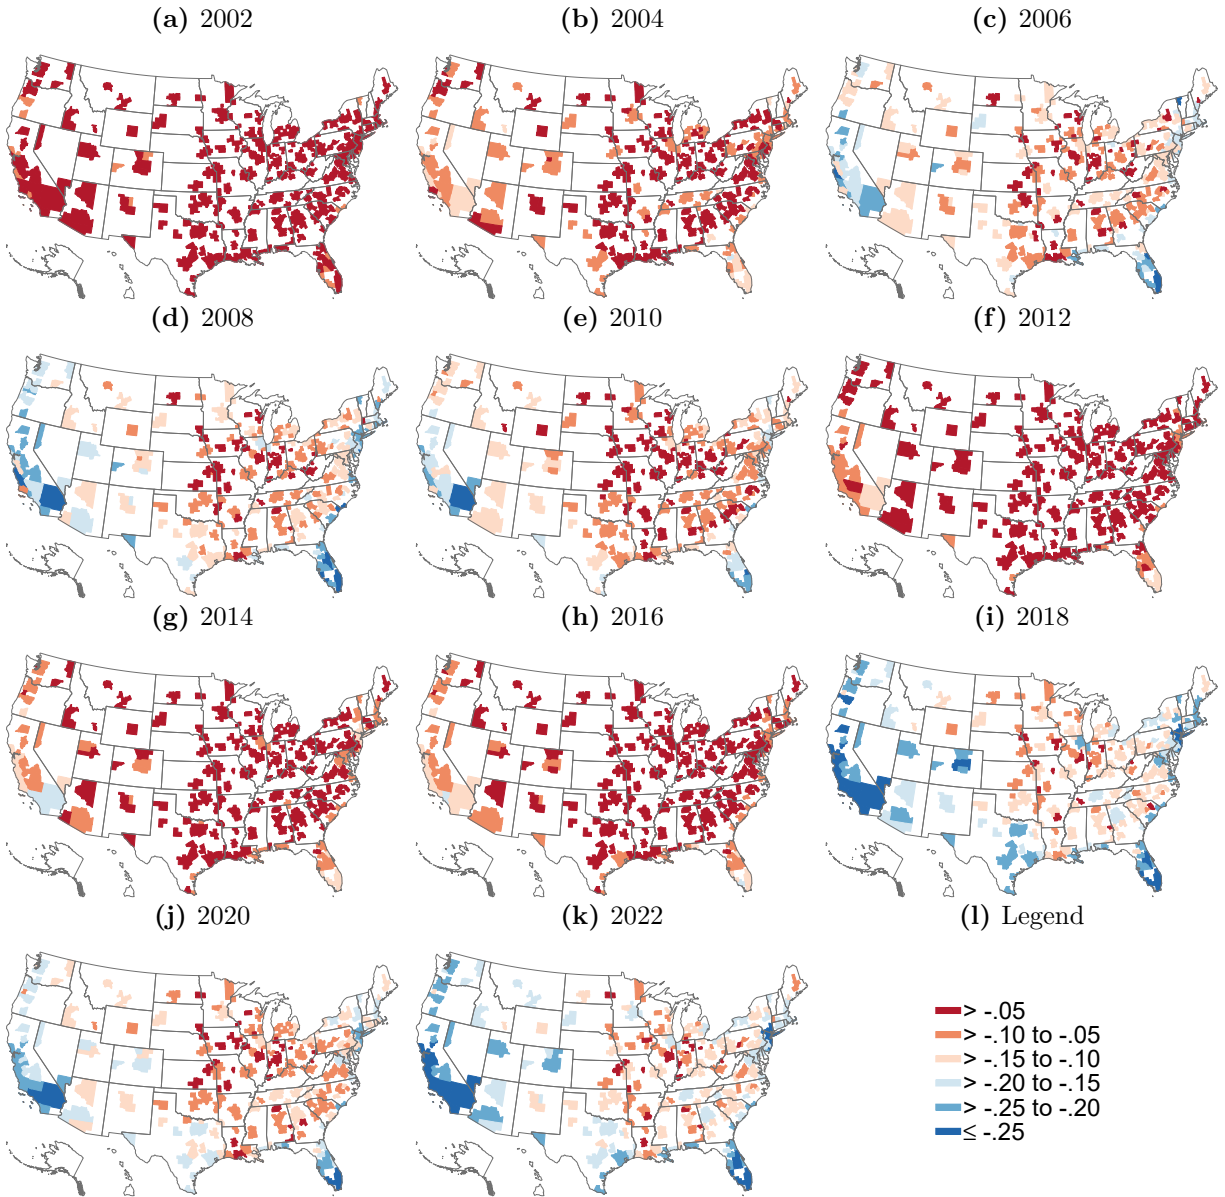 (a) 2002
(b) 2004
(c) 2006
(d) 2008
(e) 2010
(f) 2012
(g) 2014
(h) 2016
(i) 2018
(j) 2020
(k) 2022
(l) Legend
> -.05
> -.10 to -.05
> -.15 to -.10
> -.20 to -.15
> -.25 to -.20
≤ -.25